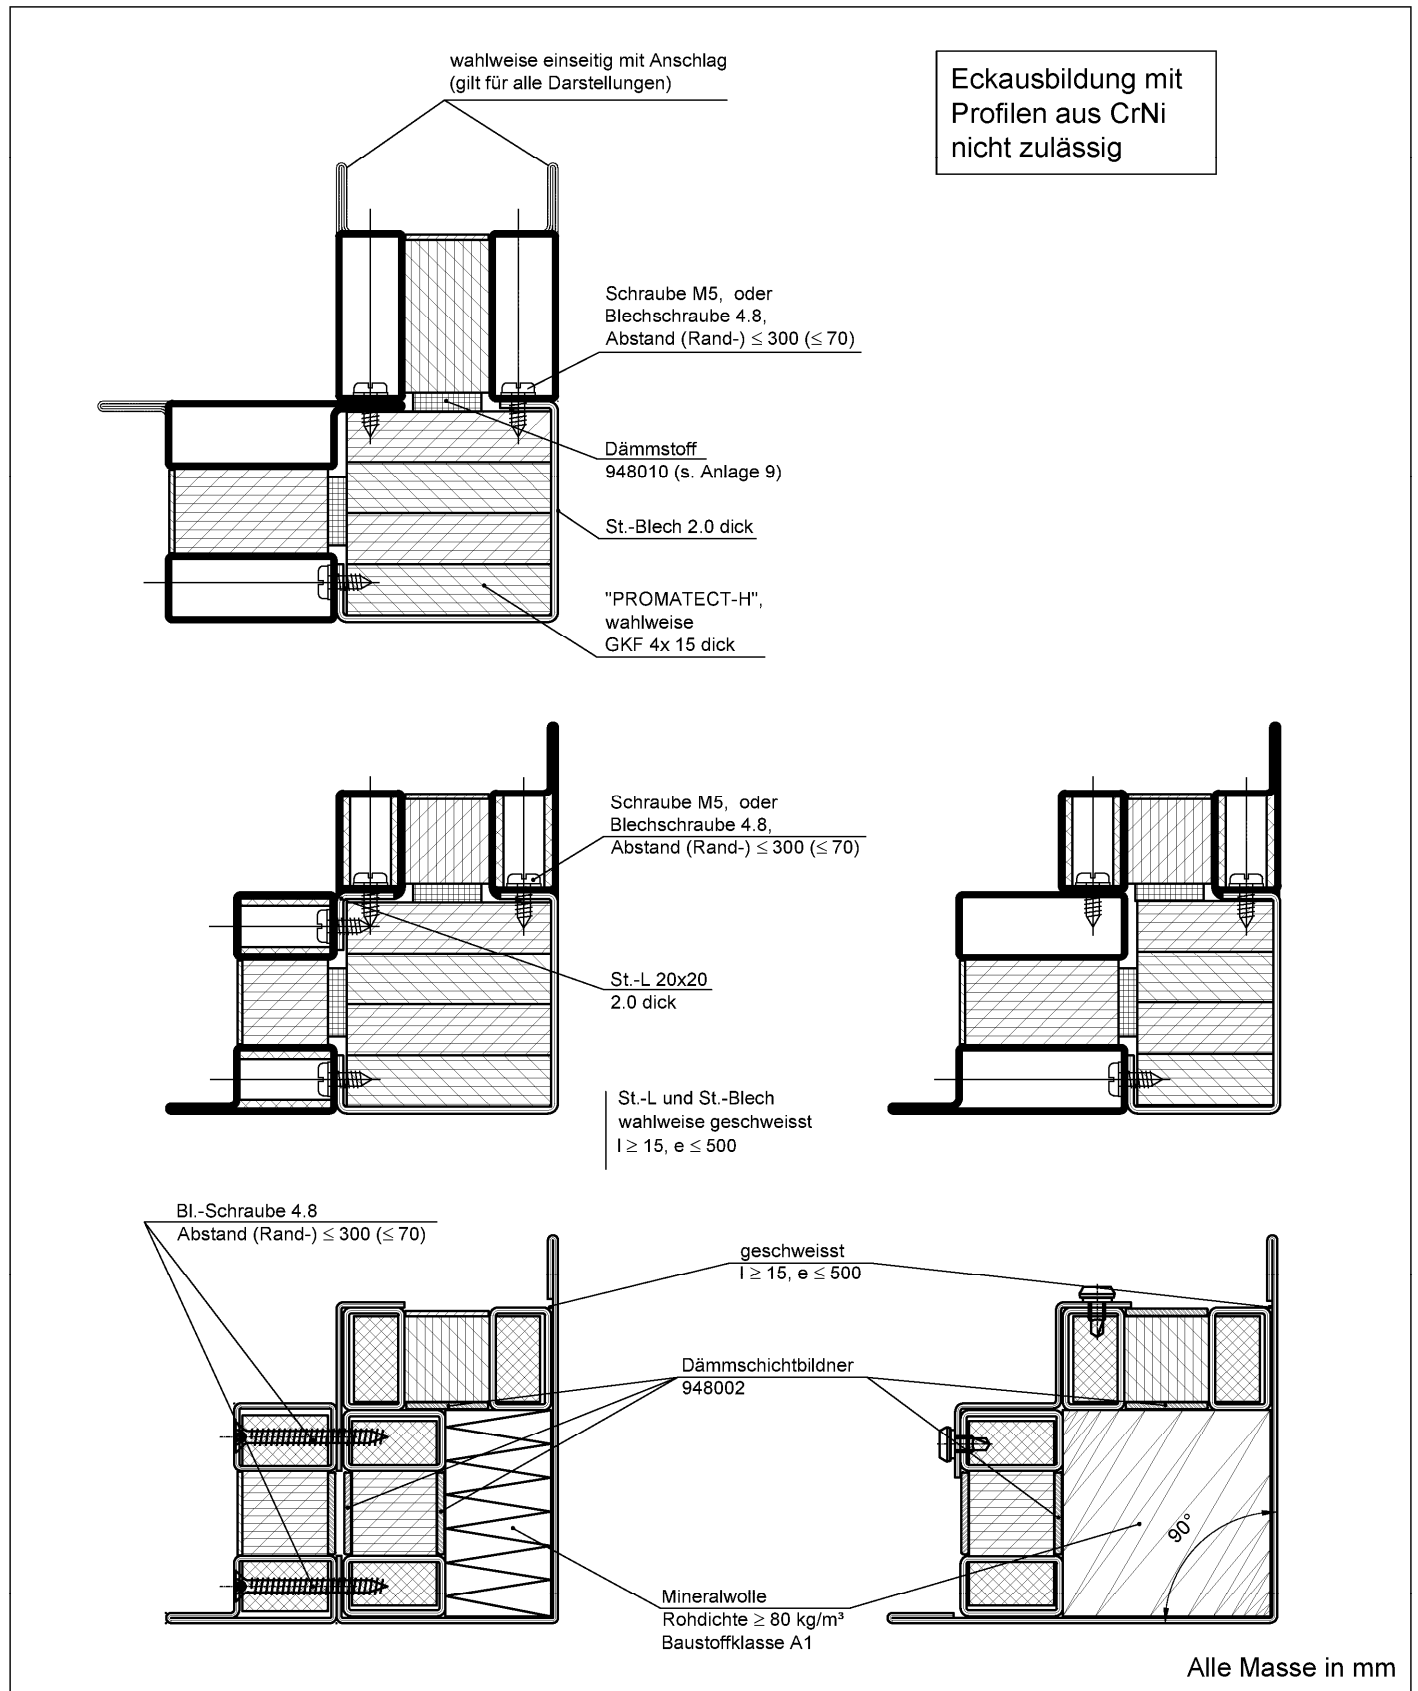 wahlweise einseitig mit Anschlag
(gilt für alle Darstellungen)
Eckausbildung mit
Profilen aus CrNi
nicht zulässig
Schraube M5, oder
Blechschraube 4.8,
Abstand (Rand-) ≤ 300 (≤ 70)
Dämmstoff
948010 (s. Anlage 9)
St.-Blech 2.0 dick
"PROMATECT-H",
wahlweise
GKF 4x 15 dick
Schraube M5, oder
Blechschraube 4.8,
Abstand (Rand-) ≤ 300 (≤ 70)
St.-L 20x20
2.0 dick
St.-L und St.-Blech
wahlweise geschweisst
l ≥ 15, e ≤ 500
Bl.-Schraube 4.8
Abstand (Rand-) ≤ 300 (≤ 70)
geschweisst
l ≥ 15, e ≤ 500
Dämmschichtbildner
948002
90°
Mineralwolle
Rohdichte ≥ 80 kg/m³
Baustoffklasse A1
Alle Masse in mm